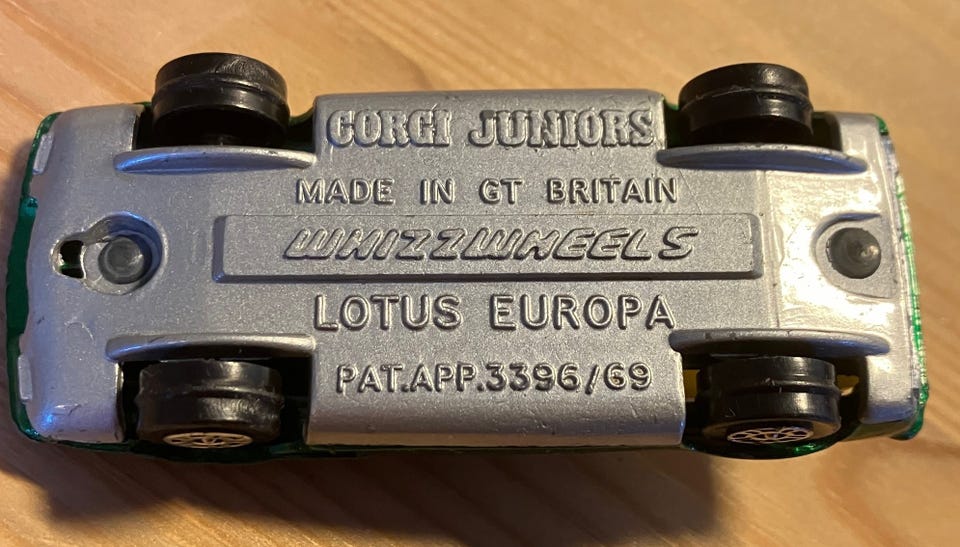 CORGI JUNIORS
MADE IN GT BRITAIN
WHIZZWHEELS
LOTUS EUROPA
PAT.APP.3396/69